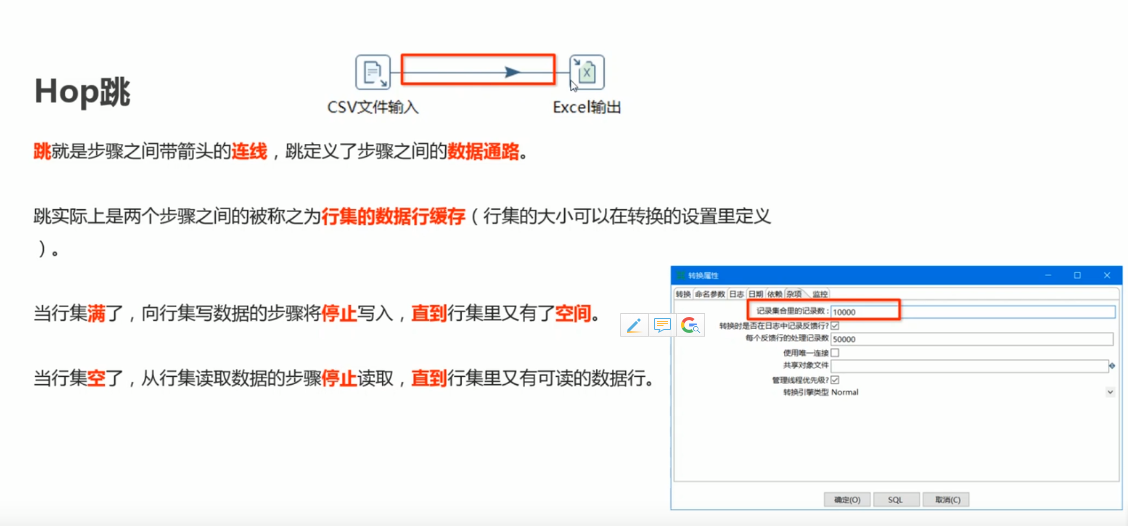 Hop跳
CSV文件输入
Excel输出
跳就是步骤之间带箭头的连线，跳定义了步骤之间的数据通路。
跳实际上是两个步骤之间的被称之为行集的数据行缓存（行集的大小可以在转换的设置里定义
）。
当行集满了，向行集写数据的步骤将停止写入，直到行集里又有了空间。
当行集空了，从行集读取数据的步骤停止读取，直到行集里又有可读的数据行。
转换属性
转换 命名参数 日志 日期 依赖 杂项 监控
记录集合里的记录数： 10000
转换时是否在日志中记录反馈行?
每个反馈行的处理记录数 50000
使用唯一连接
共享对象文件
管理线程优先级?
转换引擎类型 Normal
确定(O) SQL 取消(C)